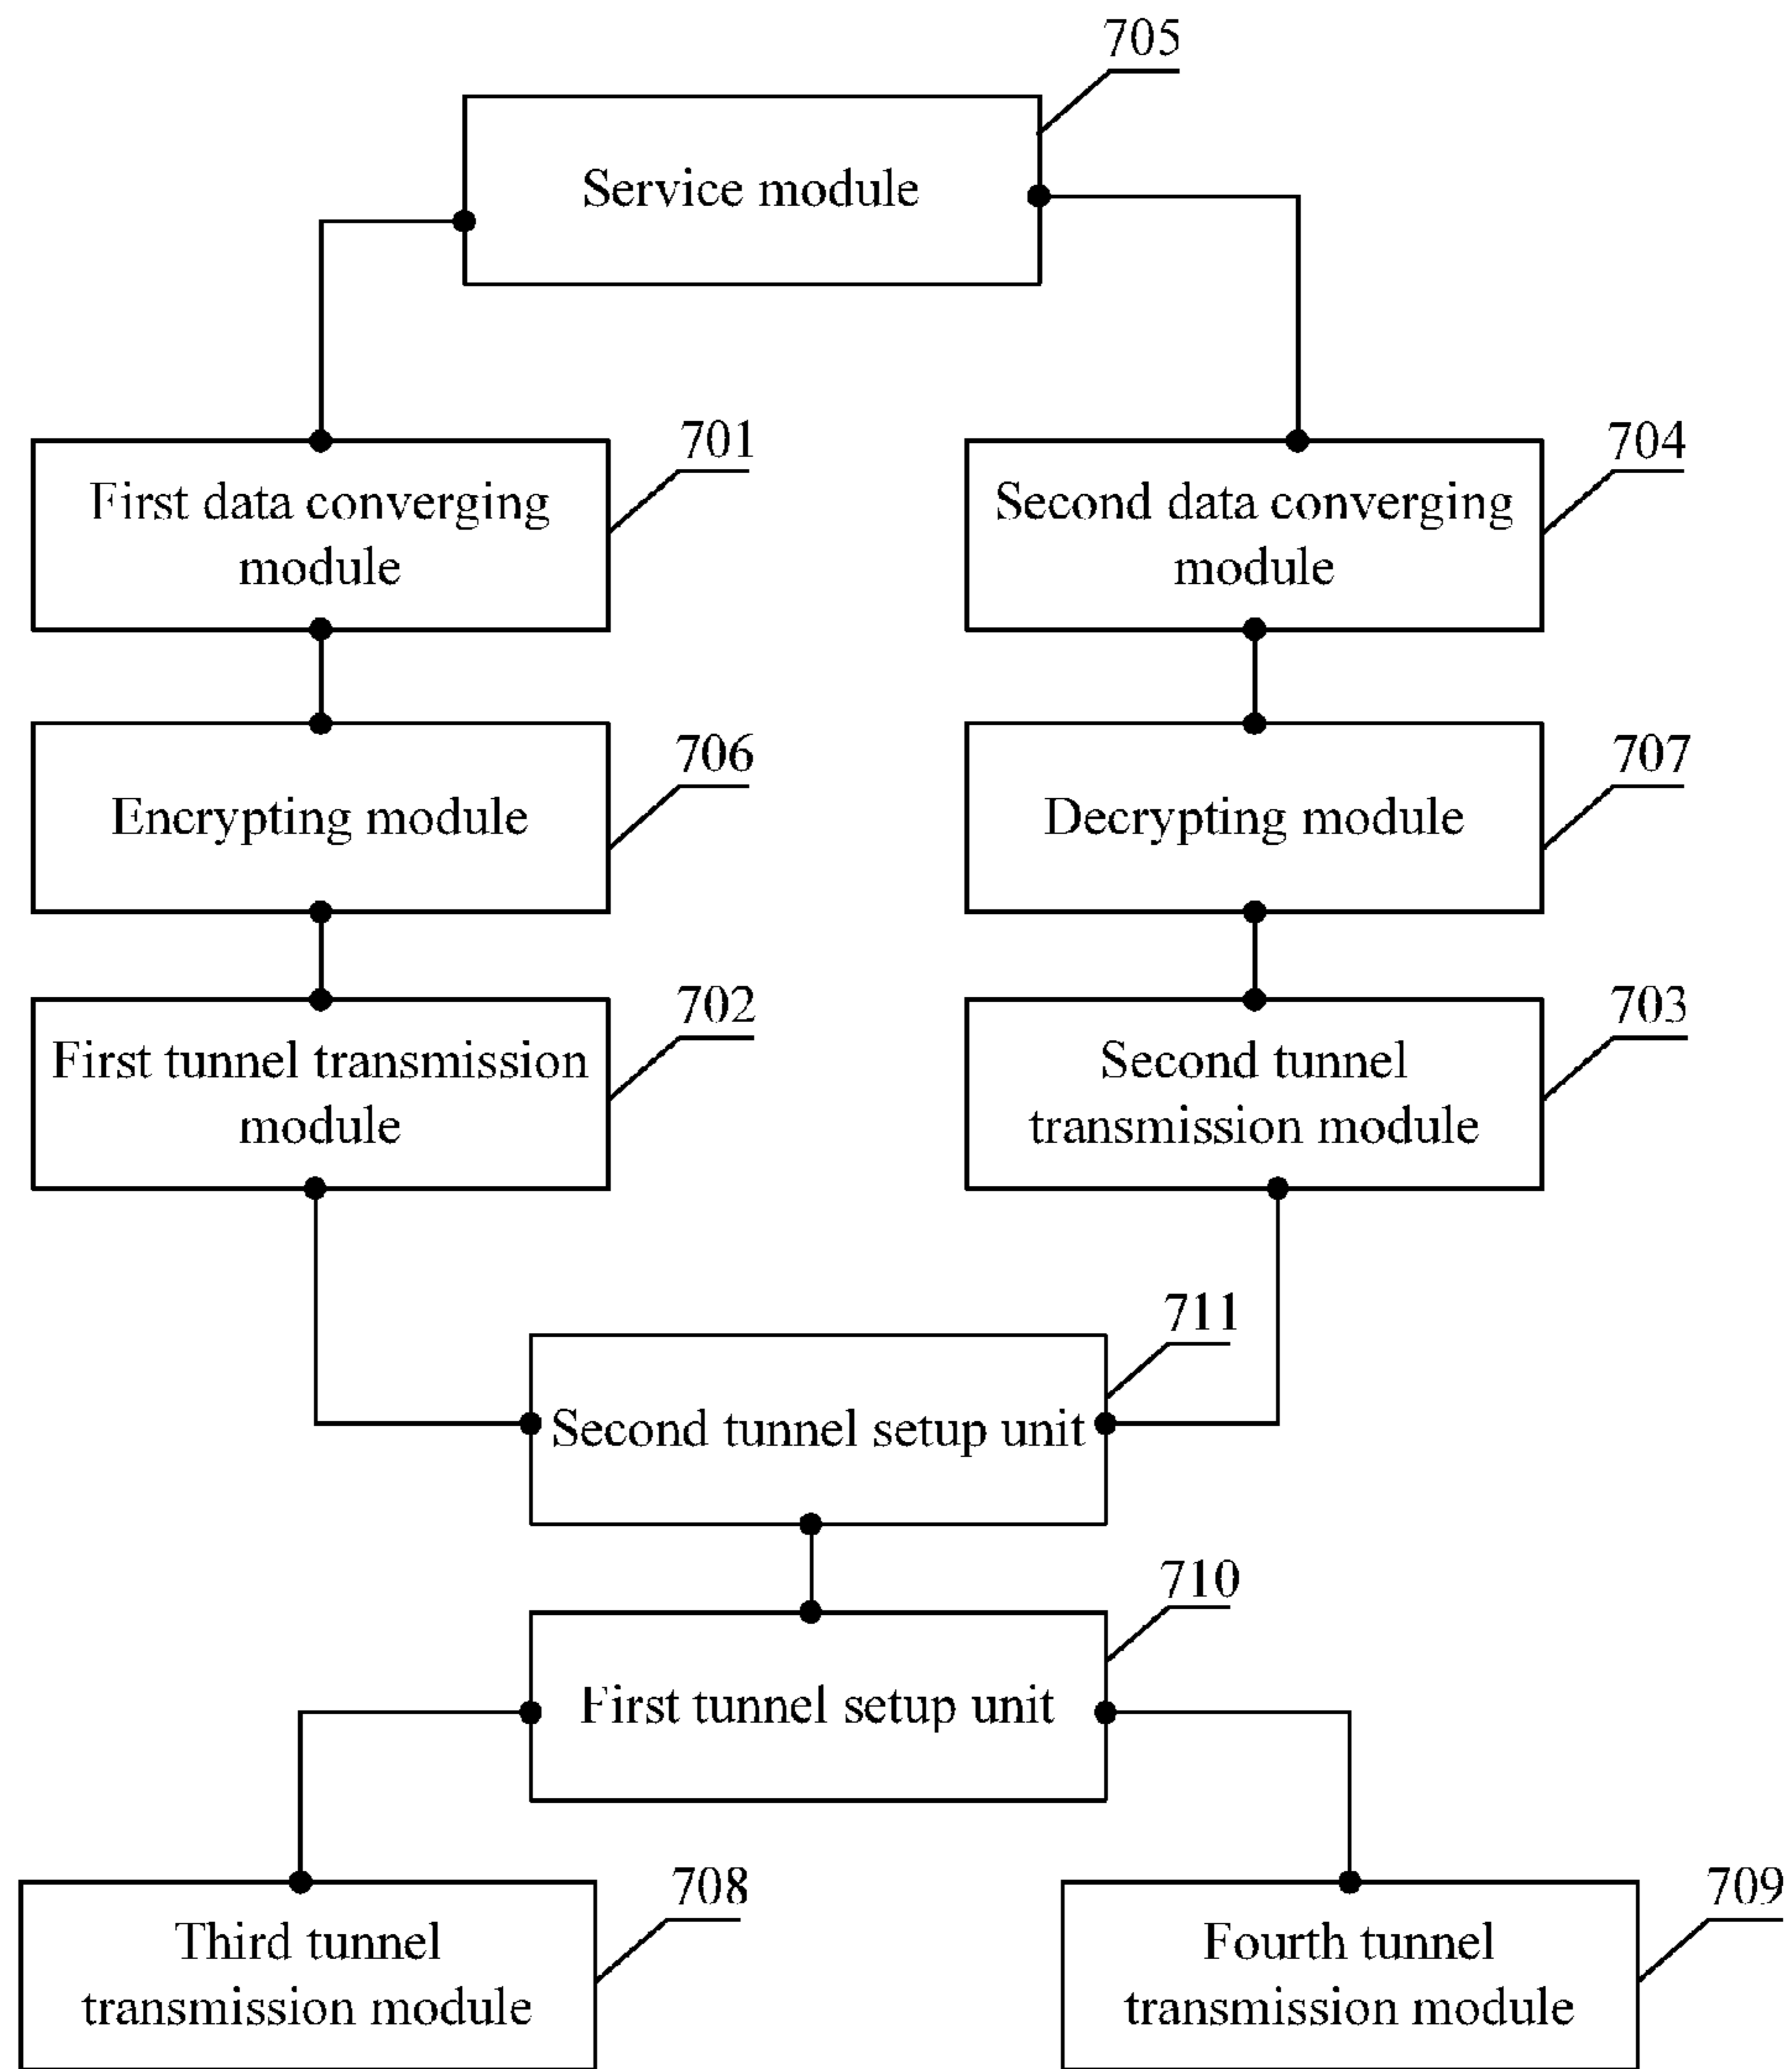 705
Service module
701
First data converging
module
704
Second data converging
module
706
Encrypting module
707
Decrypting module
702
First tunnel transmission
module
703
Second tunnel
transmission module
711
Second tunnel setup unit
710
First tunnel setup unit
708
Third tunnel
transmission module
709
Fourth tunnel
transmission module